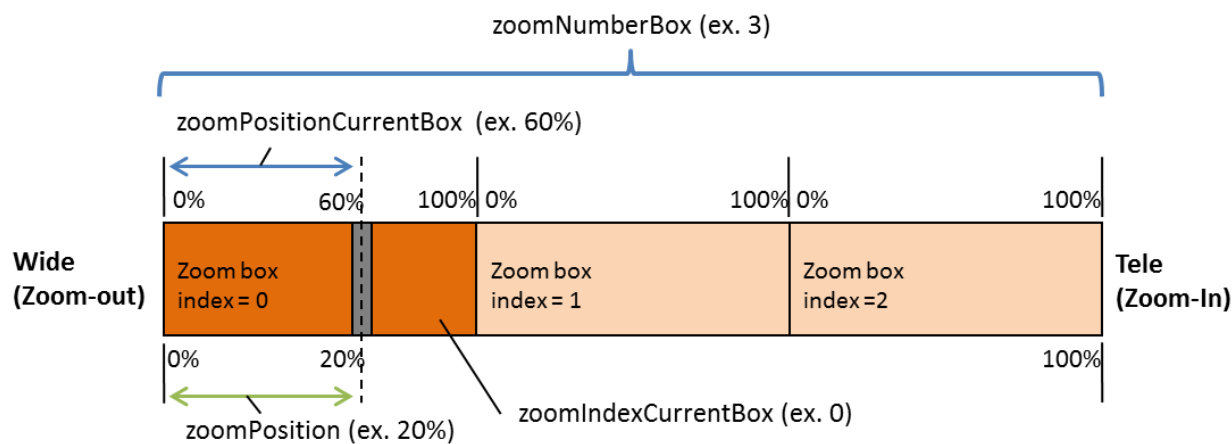 zoomNumberBox (ex. 3)
zoomPositionCurrentBox (ex. 60%)
0% 60% 100% 0% 100% 0% 100%
Wide
(Zoom-out)
Zoom box
index = 0
Zoom box
index = 1
Zoom box
index =2
Tele
(Zoom-In)
0% 20% 100%
zoomIndexCurrentBox (ex. 0)
zoomPosition (ex. 20%)